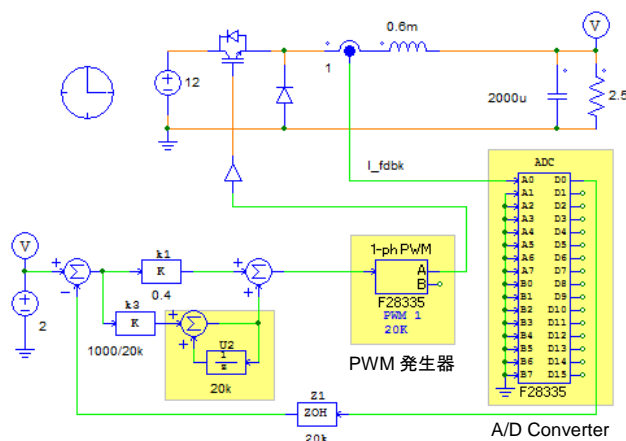 V
0.6m
12
1
2000u
2.5
I_fdbk
ADC
A0 D0
A1 D1
A2 D2
A3 D3
A4 D4
A5 D5
A6 D6
A7 D7
B0 D8
B1 D9
B2 D10
B3 D11
B4 D12
B5 D13
B6 D14
B7 D15
F28335
A/D Converter
1-ph PWM
A
B
F28335
PWM 1
20K
PWM 発生器
V
2
k1
K
0.4
k3
K
1000/20k
U2
1
z
20k
Z1
ZOH
20k